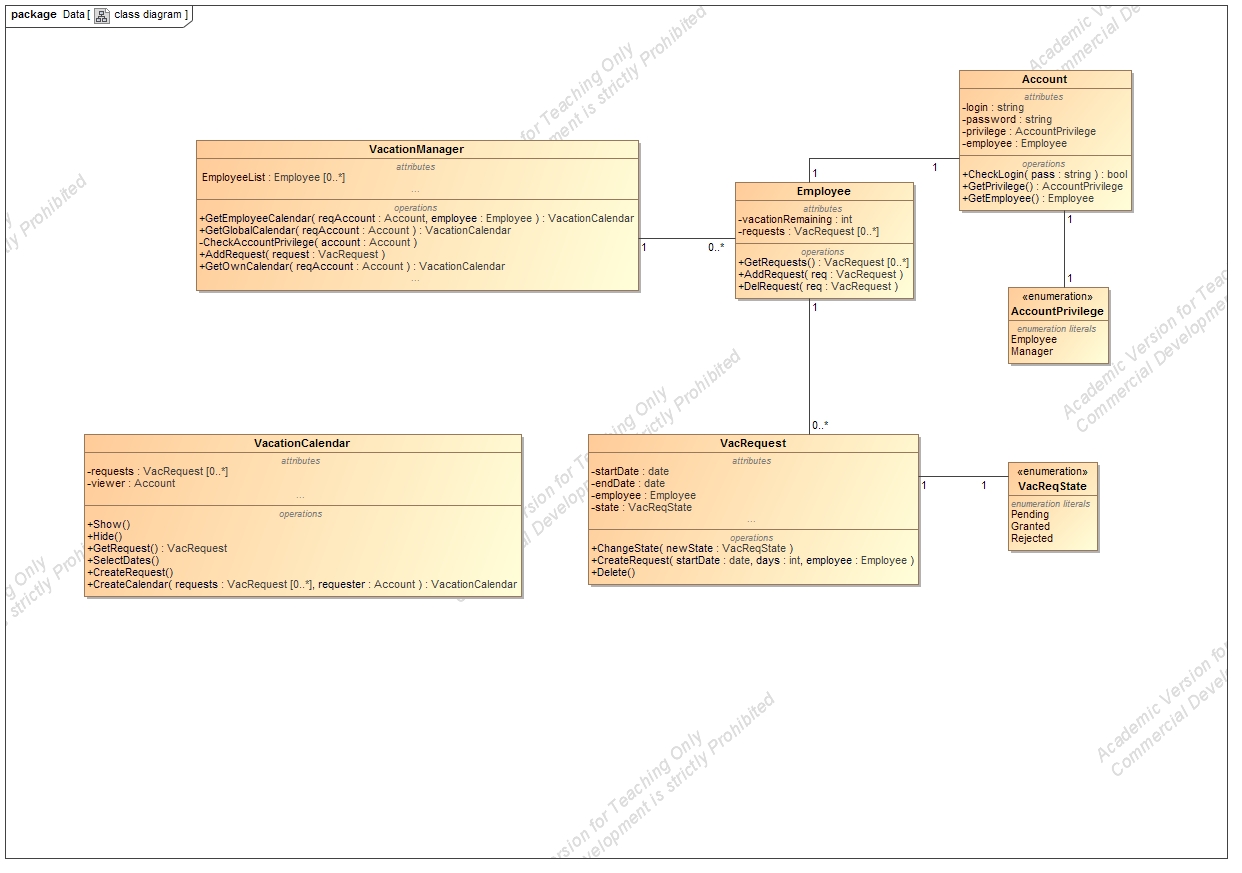 package Data [ class diagram ]
VacationManager
attributes
EmployeeList : Employee [0..*]
...
operations
+GetEmployeeCalendar( reqAccount : Account, employee : Employee ) : VacationCalendar
+GetGlobalCalendar( reqAccount : Account ) : VacationCalendar
-CheckAccountPrivilege( account : Account )
+AddRequest( request : VacRequest )
+GetOwnCalendar( reqAccount : Account ) : VacationCalendar
...
1
0..*
Employee
attributes
-vacationRemaining : int
-requests : VacRequest [0..*]
operations
+GetRequests() : VacRequest [0..*]
+AddRequest( req : VacRequest )
+DelRequest( req : VacRequest )
1
1
Account
attributes
-login : string
-password : string
-privilege : AccountPrivilege
-employee : Employee
operations
+CheckLogin( pass : string ) : bool
+GetPrivilege() : AccountPrivilege
+GetEmployee() : Employee
1
1
«enumeration»
AccountPrivilege
enumeration literals
Employee
Manager
1
0..*
VacationCalendar
attributes
-requests : VacRequest [0..*]
-viewer : Account
...
operations
+Show()
+Hide()
+GetRequest() : VacRequest
+SelectDates()
+CreateRequest()
+CreateCalendar( requests : VacRequest [0..*], requester : Account ) : VacationCalendar
VacRequest
attributes
-startDate : date
-endDate : date
-employee : Employee
-state : VacReqState
...
operations
+ChangeState( newState : VacReqState )
+CreateRequest( startDate : date, days : int, employee : Employee )
+Delete()
1
1
«enumeration»
VacReqState
enumeration literals
Pending
Granted
Rejected
for Teaching Only
is strictly Prohibited
Academic Version for
Commercial